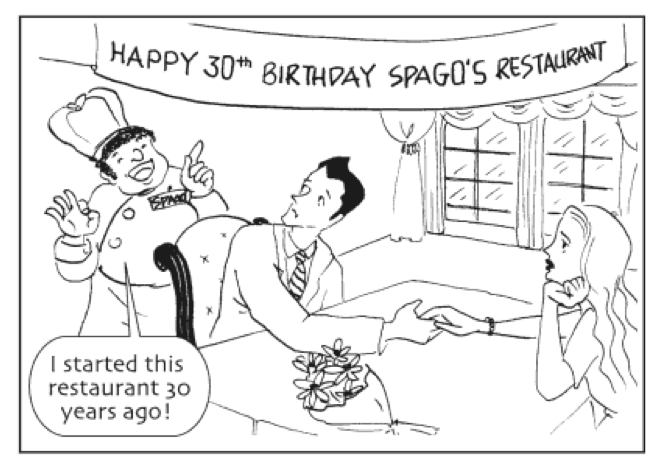 HAPPY 30th BIRTHDAY SPAGO'S RESTAURANT
SPAGO
I started this
restaurant 30
years ago!